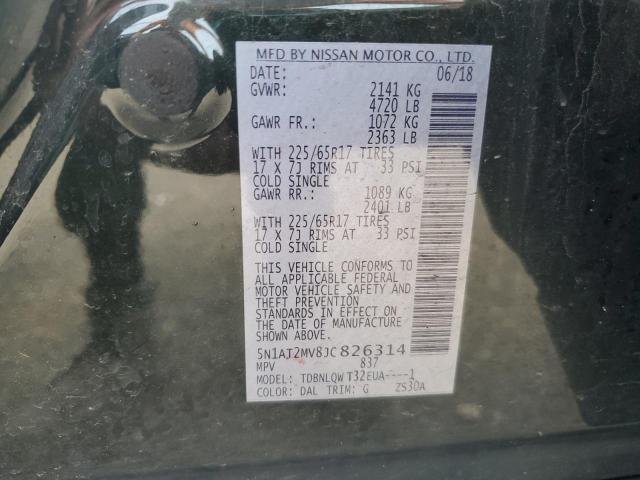 MFD BY NISSAN MOTOR CO., LTD.
DATE: 06/18
GVWR: 2141 KG
4720 LB
GAWR FR.: 1072 KG
2363 LB
WITH 225/65R17 TIRES
17 X 7J RIMS AT 33 PSI
COLD SINGLE
GAWR RR.: 1089 KG
2401 LB
WITH 225/65R17 TIRES
17 X 7J RIMS AT 33 PSI
COLD SINGLE
THIS VEHICLE CONFORMS TO
ALL APPLICABLE FEDERAL
MOTOR VEHICLE SAFETY AND
THEFT PREVENTION
STANDARDS IN EFFECT ON
THE DATE OF MANUFACTURE
SHOWN ABOVE.
5N1AT2MV8JC826314
MPV 837
MODEL: TDBNLQWT32EUA----1
COLOR: DAL TRIM: G ZS30A